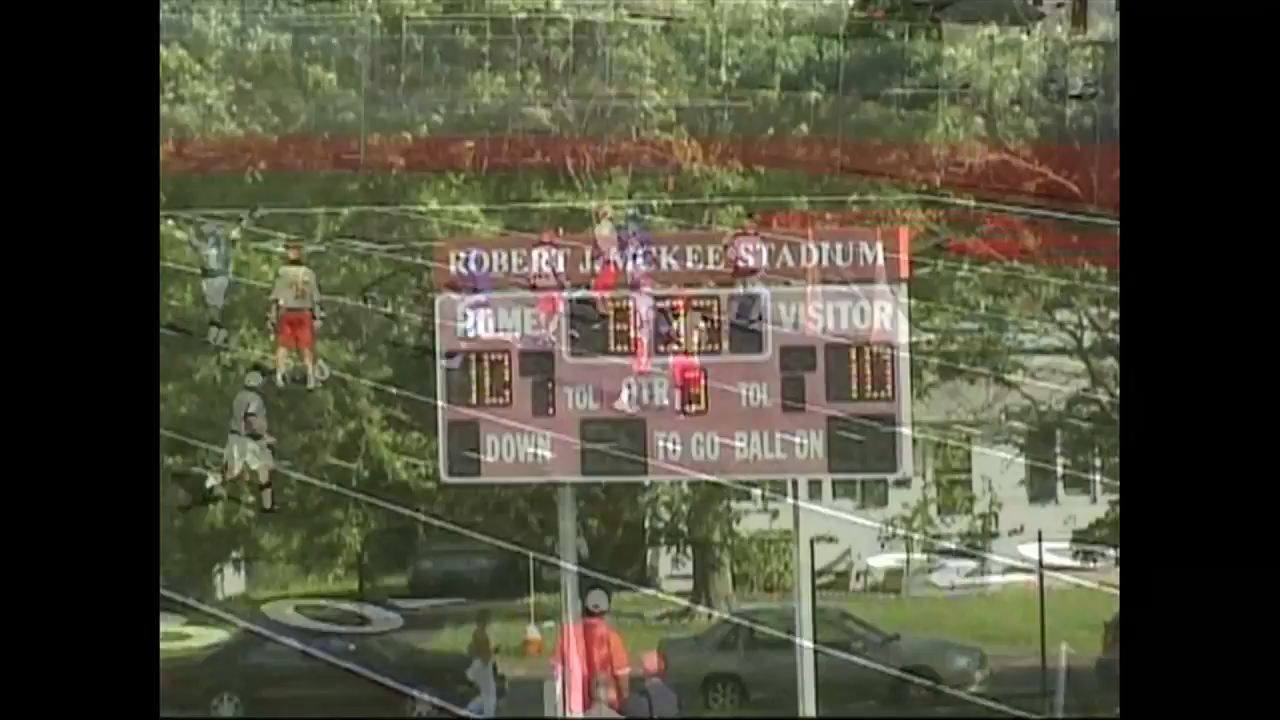 ROBERT J. MCKEE STADIUM
HOME VISITOR
10 10
TOL QTR TOL
DOWN TO GO BALL ON